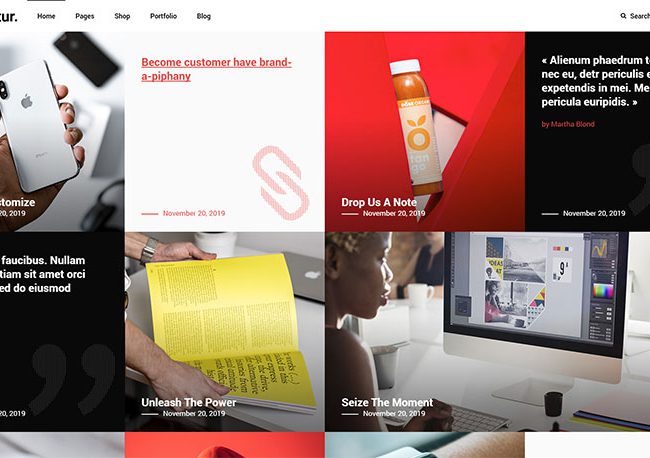 tur.
Home Pages Shop Portfolio Blog
Search
Become customer have brand-
a-piphany
November 20, 2019
stomize
20, 2019
Drop Us A Note
November 20, 2019
« Alienum phaedrum t
nec eu, detr periculis e
expetendis in mei. Me
pericula euripidis. »
by Martha Blond
November 20, 2019
faucibus. Nullam
tiam sit amet orci
ed do eiusmod
20, 2019
Unleash The Power
November 20, 2019
Seize The Moment
November 20, 2019